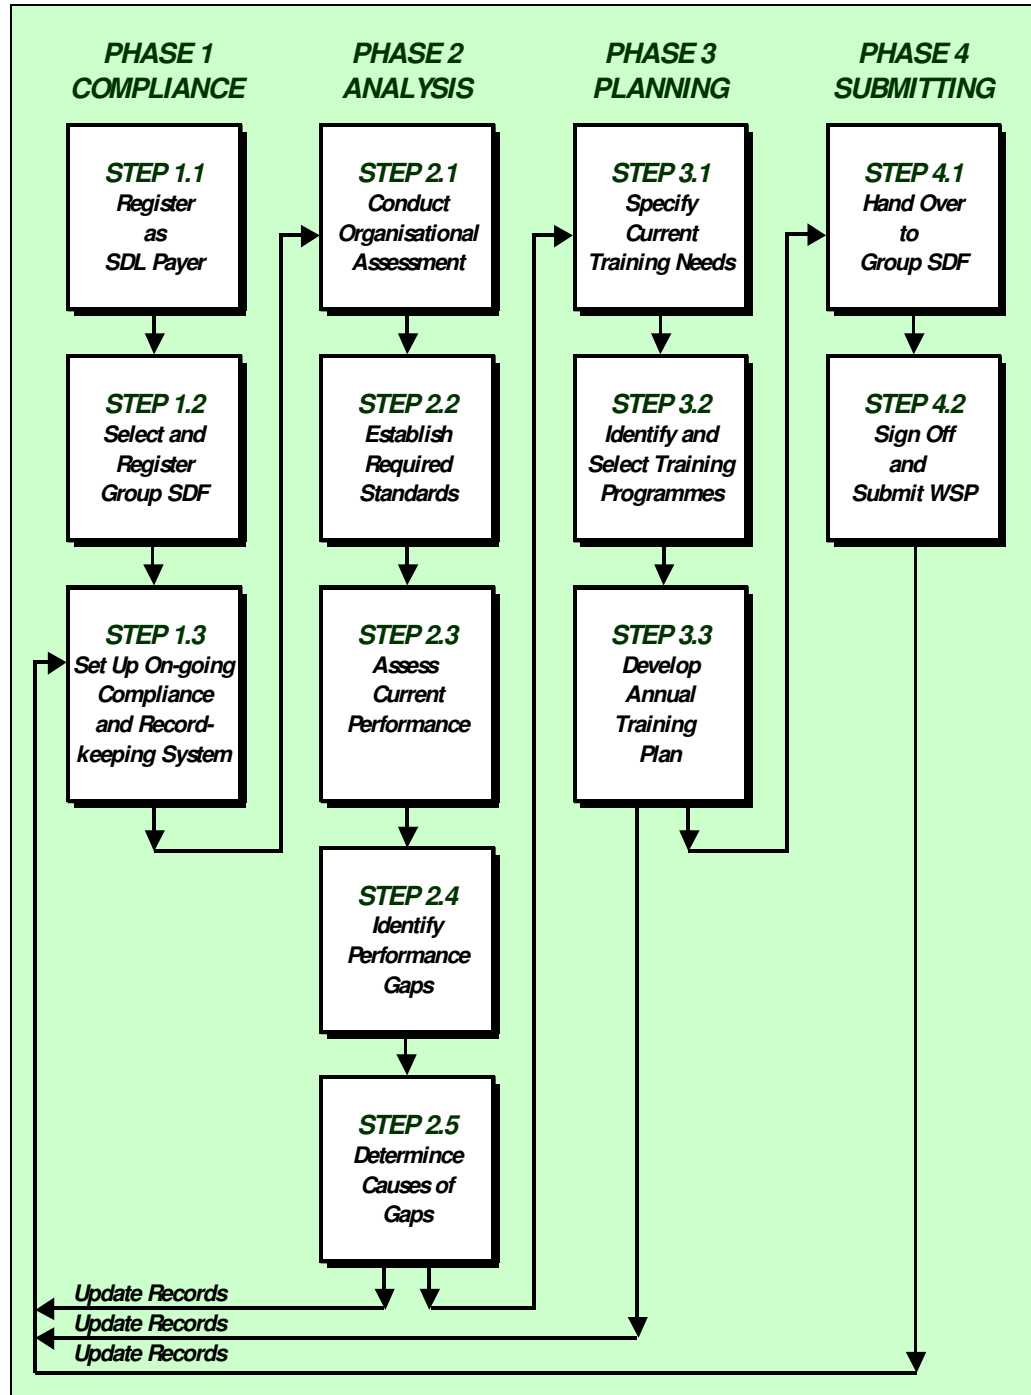 PHASE 1
COMPLIANCE
STEP 1.1
Register
as
SDL Payer
STEP 1.2
Select and
Register
Group SDF
STEP 1.3
Set Up On-going
Compliance
and Record-
keeping System
PHASE 2
ANALYSIS
STEP 2.1
Conduct
Organisational
Assessment
STEP 2.2
Establish
Required
Standards
STEP 2.3
Assess
Current
Performance
STEP 2.4
Identify
Performance
Gaps
STEP 2.5
Determince
Causes of
Gaps
PHASE 3
PLANNING
STEP 3.1
Specify
Current
Training Needs
STEP 3.2
Identify and
Select Training
Programmes
STEP 3.3
Develop
Annual
Training
Plan
PHASE 4
SUBMITTING
STEP 4.1
Hand Over
to
Group SDF
STEP 4.2
Sign Off
and
Submit WSP
Update Records
Update Records
Update Records